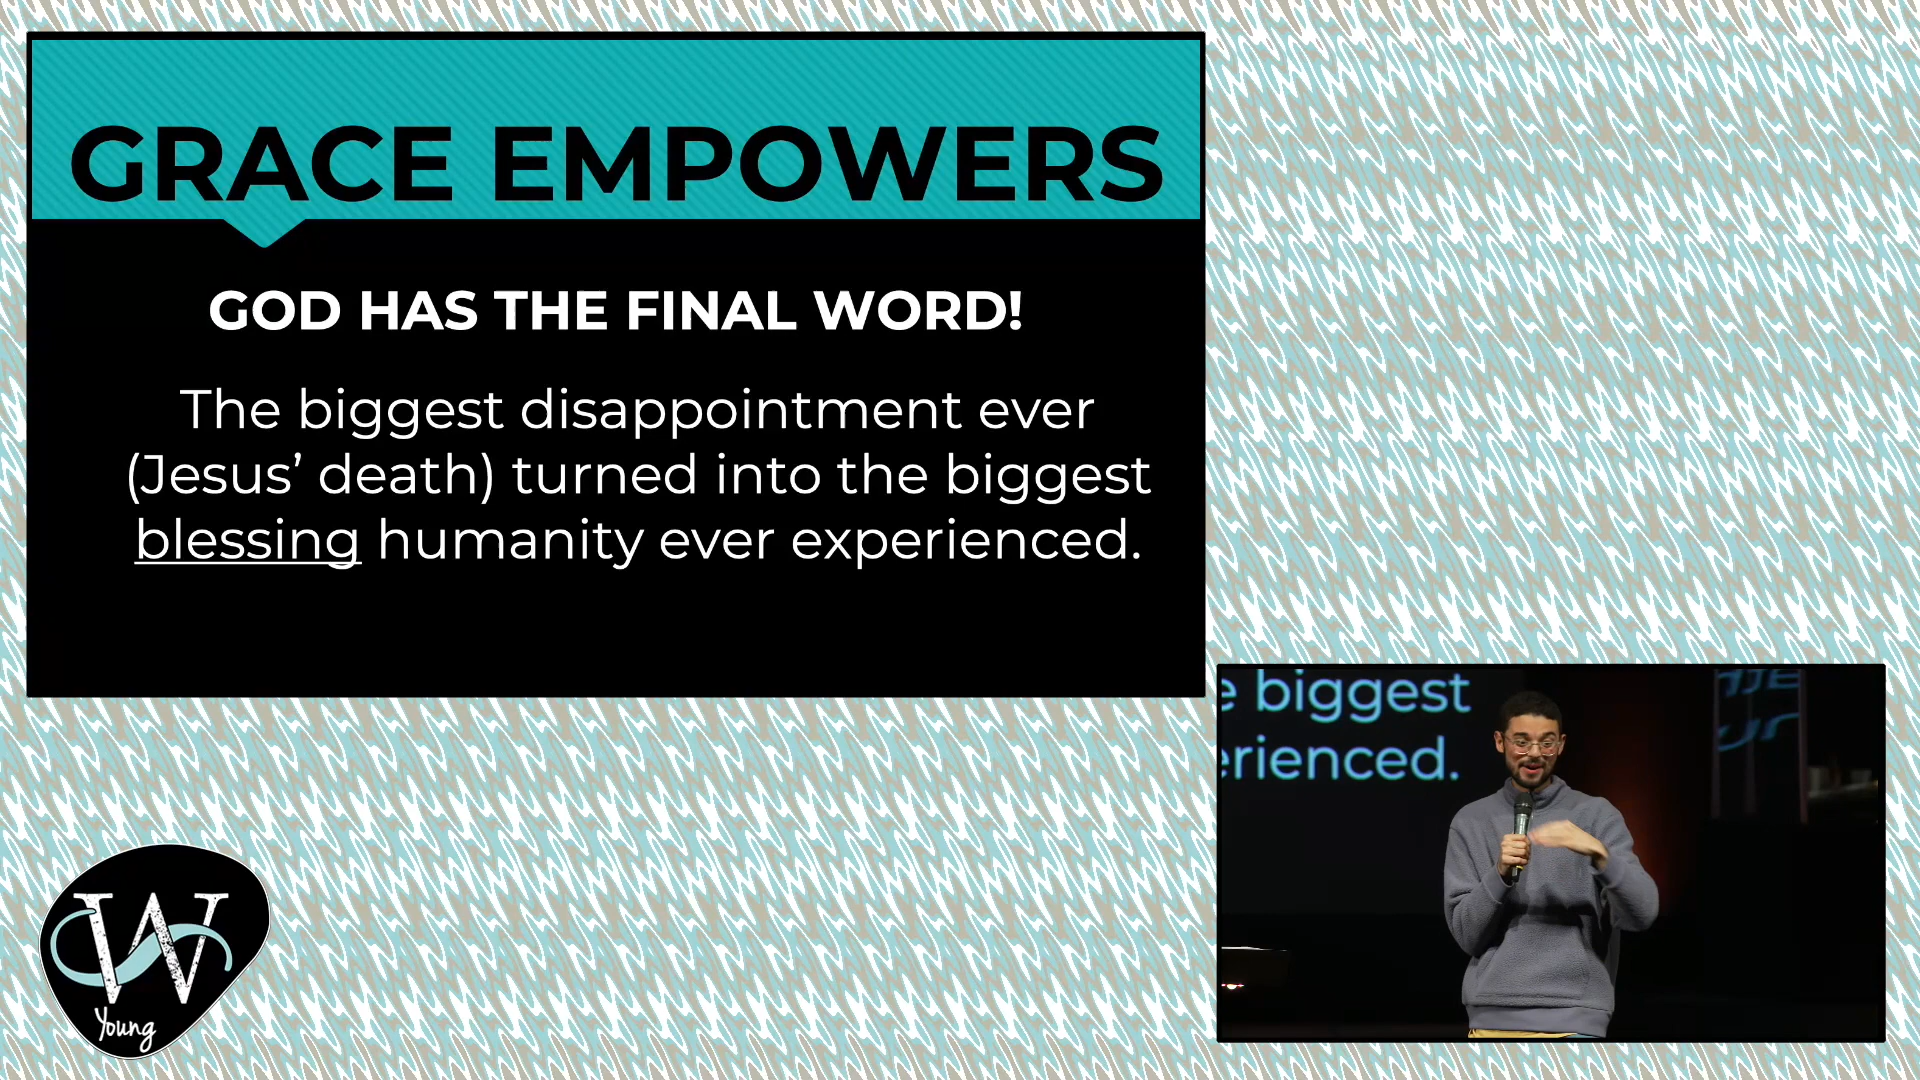 GRACE EMPOWERS
GOD HAS THE FINAL WORD!
The biggest disappointment ever
(Jesus’ death) turned into the biggest
blessing humanity ever experienced.
biggest
erienced.
W
Young